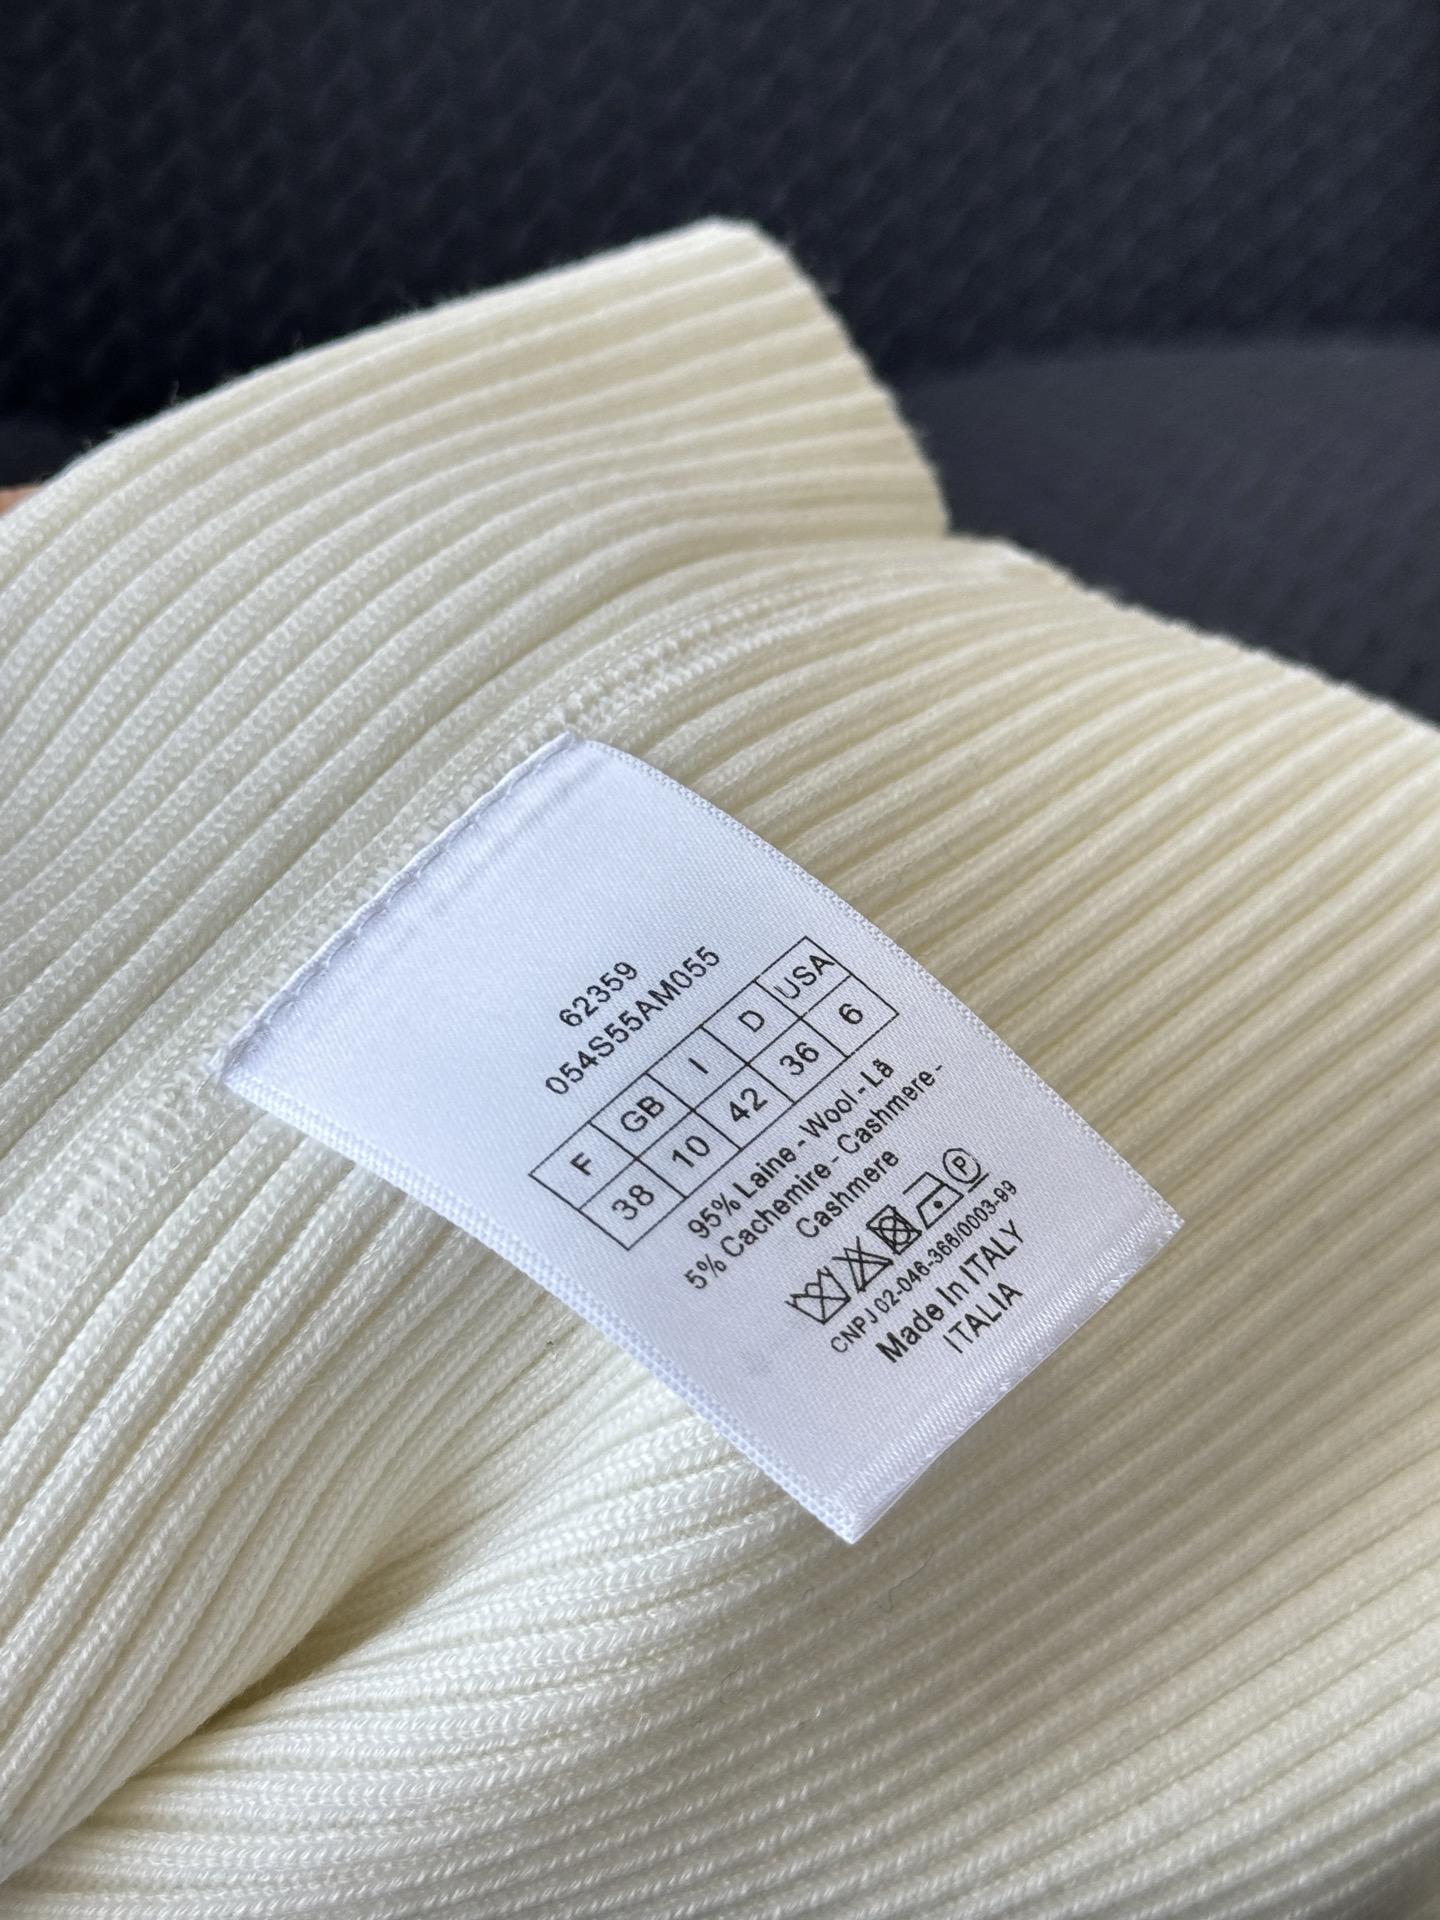 62359
054S55AM055
F GB I D USA
38 10 42 36 6
95% Laine - Wool - Lã
5% Cachemire - Cashmere -
Cashmere
P
CNPJ 02-046-368/0003-99
Made In ITALY
ITALIA